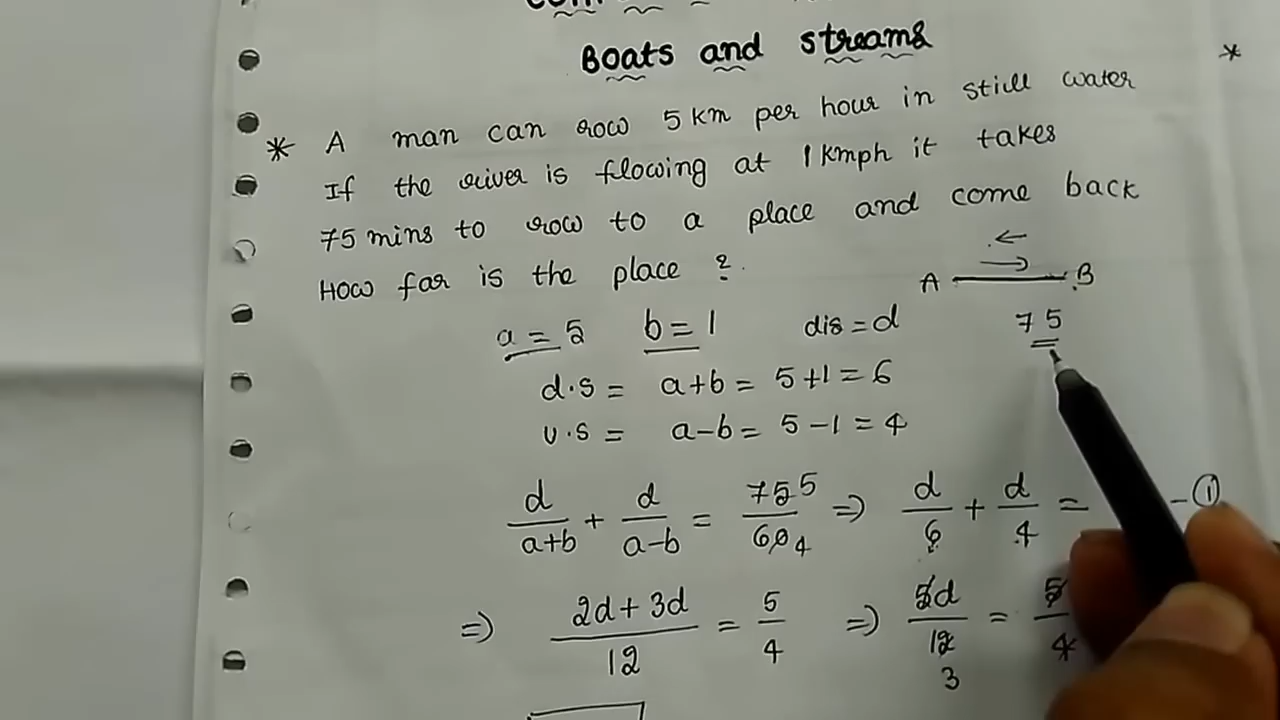 Boats and streams
*
* A man can row 5 km per hour in still water
If the river is flowing at 1 kmph it takes
75 mins to row to a place and come back
How far is the place ?
← →
A B
a = 5 b = 1 dis = d 75
d.s = a+b = 5+1 = 6
u.s = a-b = 5-1 = 4
d/a+b + d/a-b = 75 5/60 4 => d/6 + d/4 = - ①
=> 2d + 3d/12 = 5/4 => 5d/12 3 = 5/4